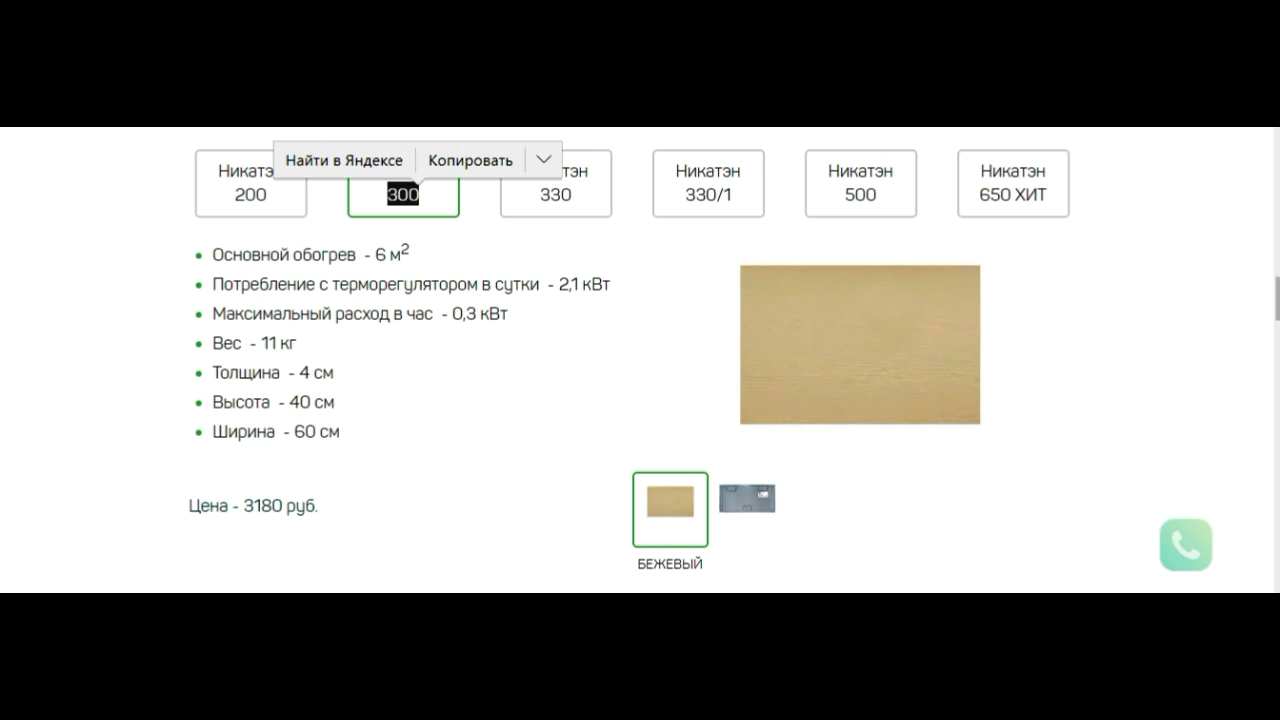 Найти в Яндексе Копировать
Никатэ
200
300
тэн
330
Никатэн
330/1
Никатэн
500
Никатэн
650 ХИТ
Основной обогрев - 6 м²
Потребление с терморегулятором в сутки - 2,1 кВт
Максимальный расход в час - 0,3 кВт
Вес - 11 кг
Толщина - 4 см
Высота - 40 см
Ширина - 60 см
Цена - 3180 руб.
БЕЖЕВЫЙ